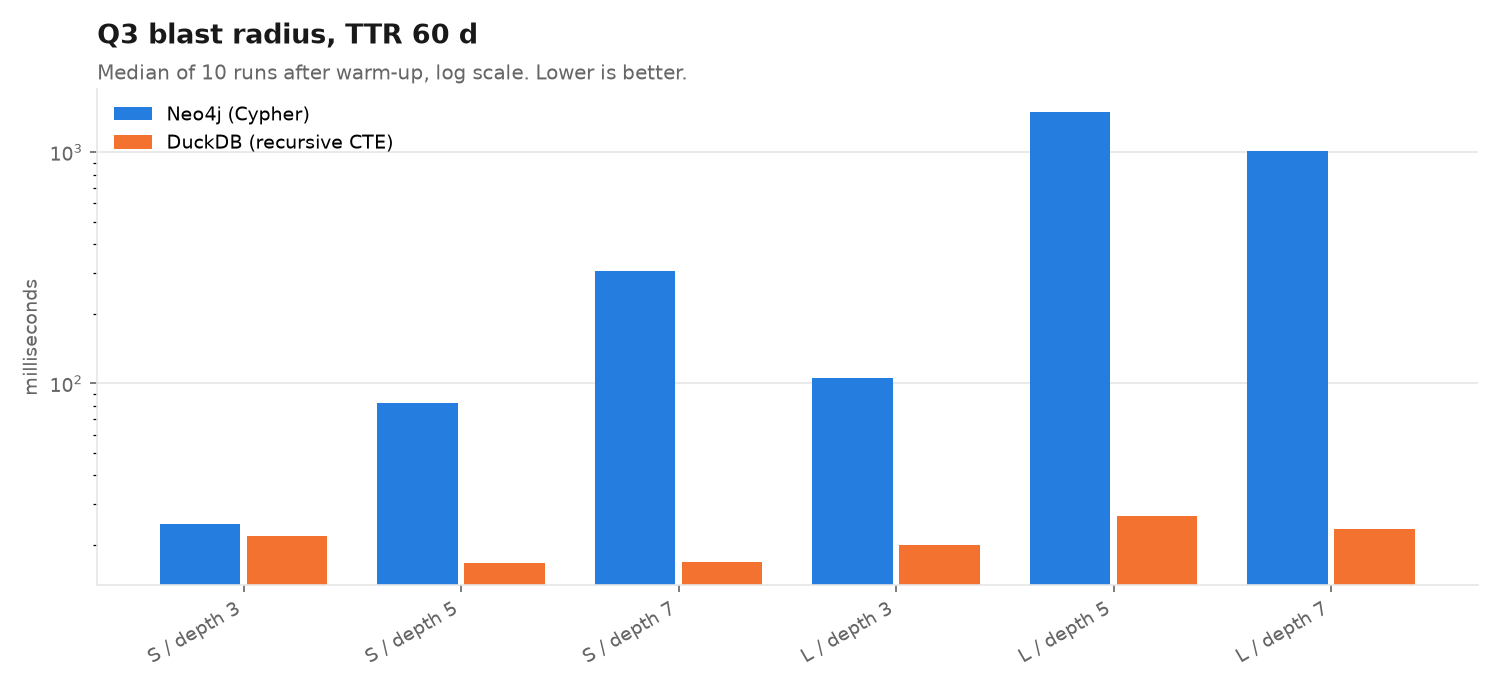 Q3 blast radius, TTR 60 d
Median of 10 runs after warm-up, log scale. Lower is better.
Neo4j (Cypher)
DuckDB (recursive CTE)
10³
10²
milliseconds
S / depth 3
S / depth 5
S / depth 7
L / depth 3
L / depth 5
L / depth 7